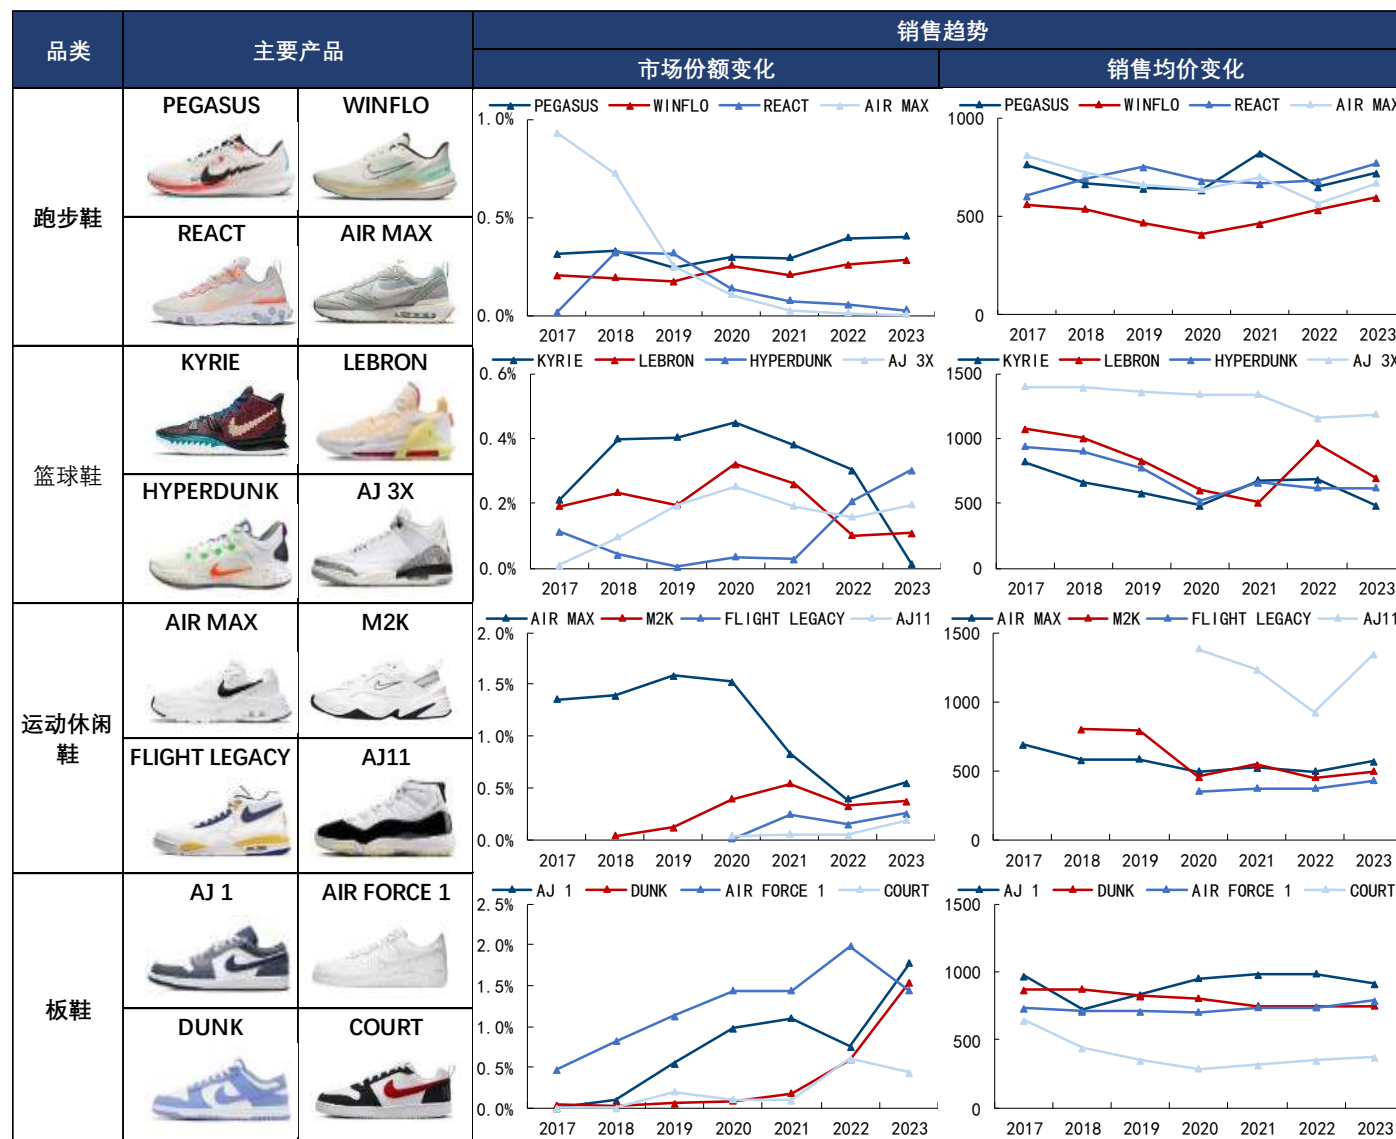 品类
主要产品
销售趋势
市场份额变化
销售均价变化
跑步鞋
PEGASUS
WINFLO
REACT
AIR MAX
PEGASUS WINFLO REACT AIR MAX
1.0%
0.5%
0.0%
2017 2018 2019 2020 2021 2022 2023
PEGASUS WINFLO REACT AIR MAX
1000
500
0
2017 2018 2019 2020 2021 2022 2023
篮球鞋
KYRIE
LEBRON
HYPERDUNK
AJ 3X
KYRIE LEBRON HYPERDUNK AJ 3X
0.6%
0.4%
0.2%
0.0%
2017 2018 2019 2020 2021 2022 2023
KYRIE LEBRON HYPERDUNK AJ 3X
1500
1000
500
0
2017 2018 2019 2020 2021 2022 2023
运动休闲
鞋
AIR MAX
M2K
FLIGHT LEGACY
AJ11
AIR MAX M2K FLIGHT LEGACY AJ11
2.0%
1.5%
1.0%
0.5%
0.0%
2017 2018 2019 2020 2021 2022 2023
AIR MAX M2K FLIGHT LEGACY AJ11
1500
1000
500
0
2017 2018 2019 2020 2021 2022 2023
板鞋
AJ 1
AIR FORCE 1
DUNK
COURT
AJ 1 DUNK AIR FORCE 1 COURT
2.5%
2.0%
1.5%
1.0%
0.5%
0.0%
2017 2018 2019 2020 2021 2022 2023
AJ 1 DUNK AIR FORCE 1 COURT
1500
1000
500
0
2017 2018 2019 2020 2021 2022 2023